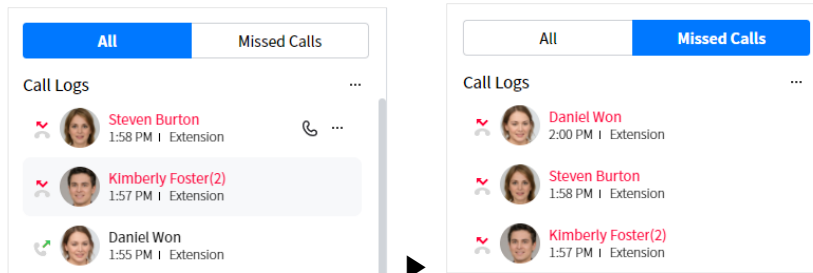 All Missed Calls
Call Logs
Steven Burton
1:58 PM I Extension
Kimberly Foster(2)
1:57 PM I Extension
Daniel Won
1:55 PM I Extension
All Missed Calls
Call Logs
Daniel Won
2:00 PM I Extension
Steven Burton
1:58 PM I Extension
Kimberly Foster(2)
1:57 PM I Extension